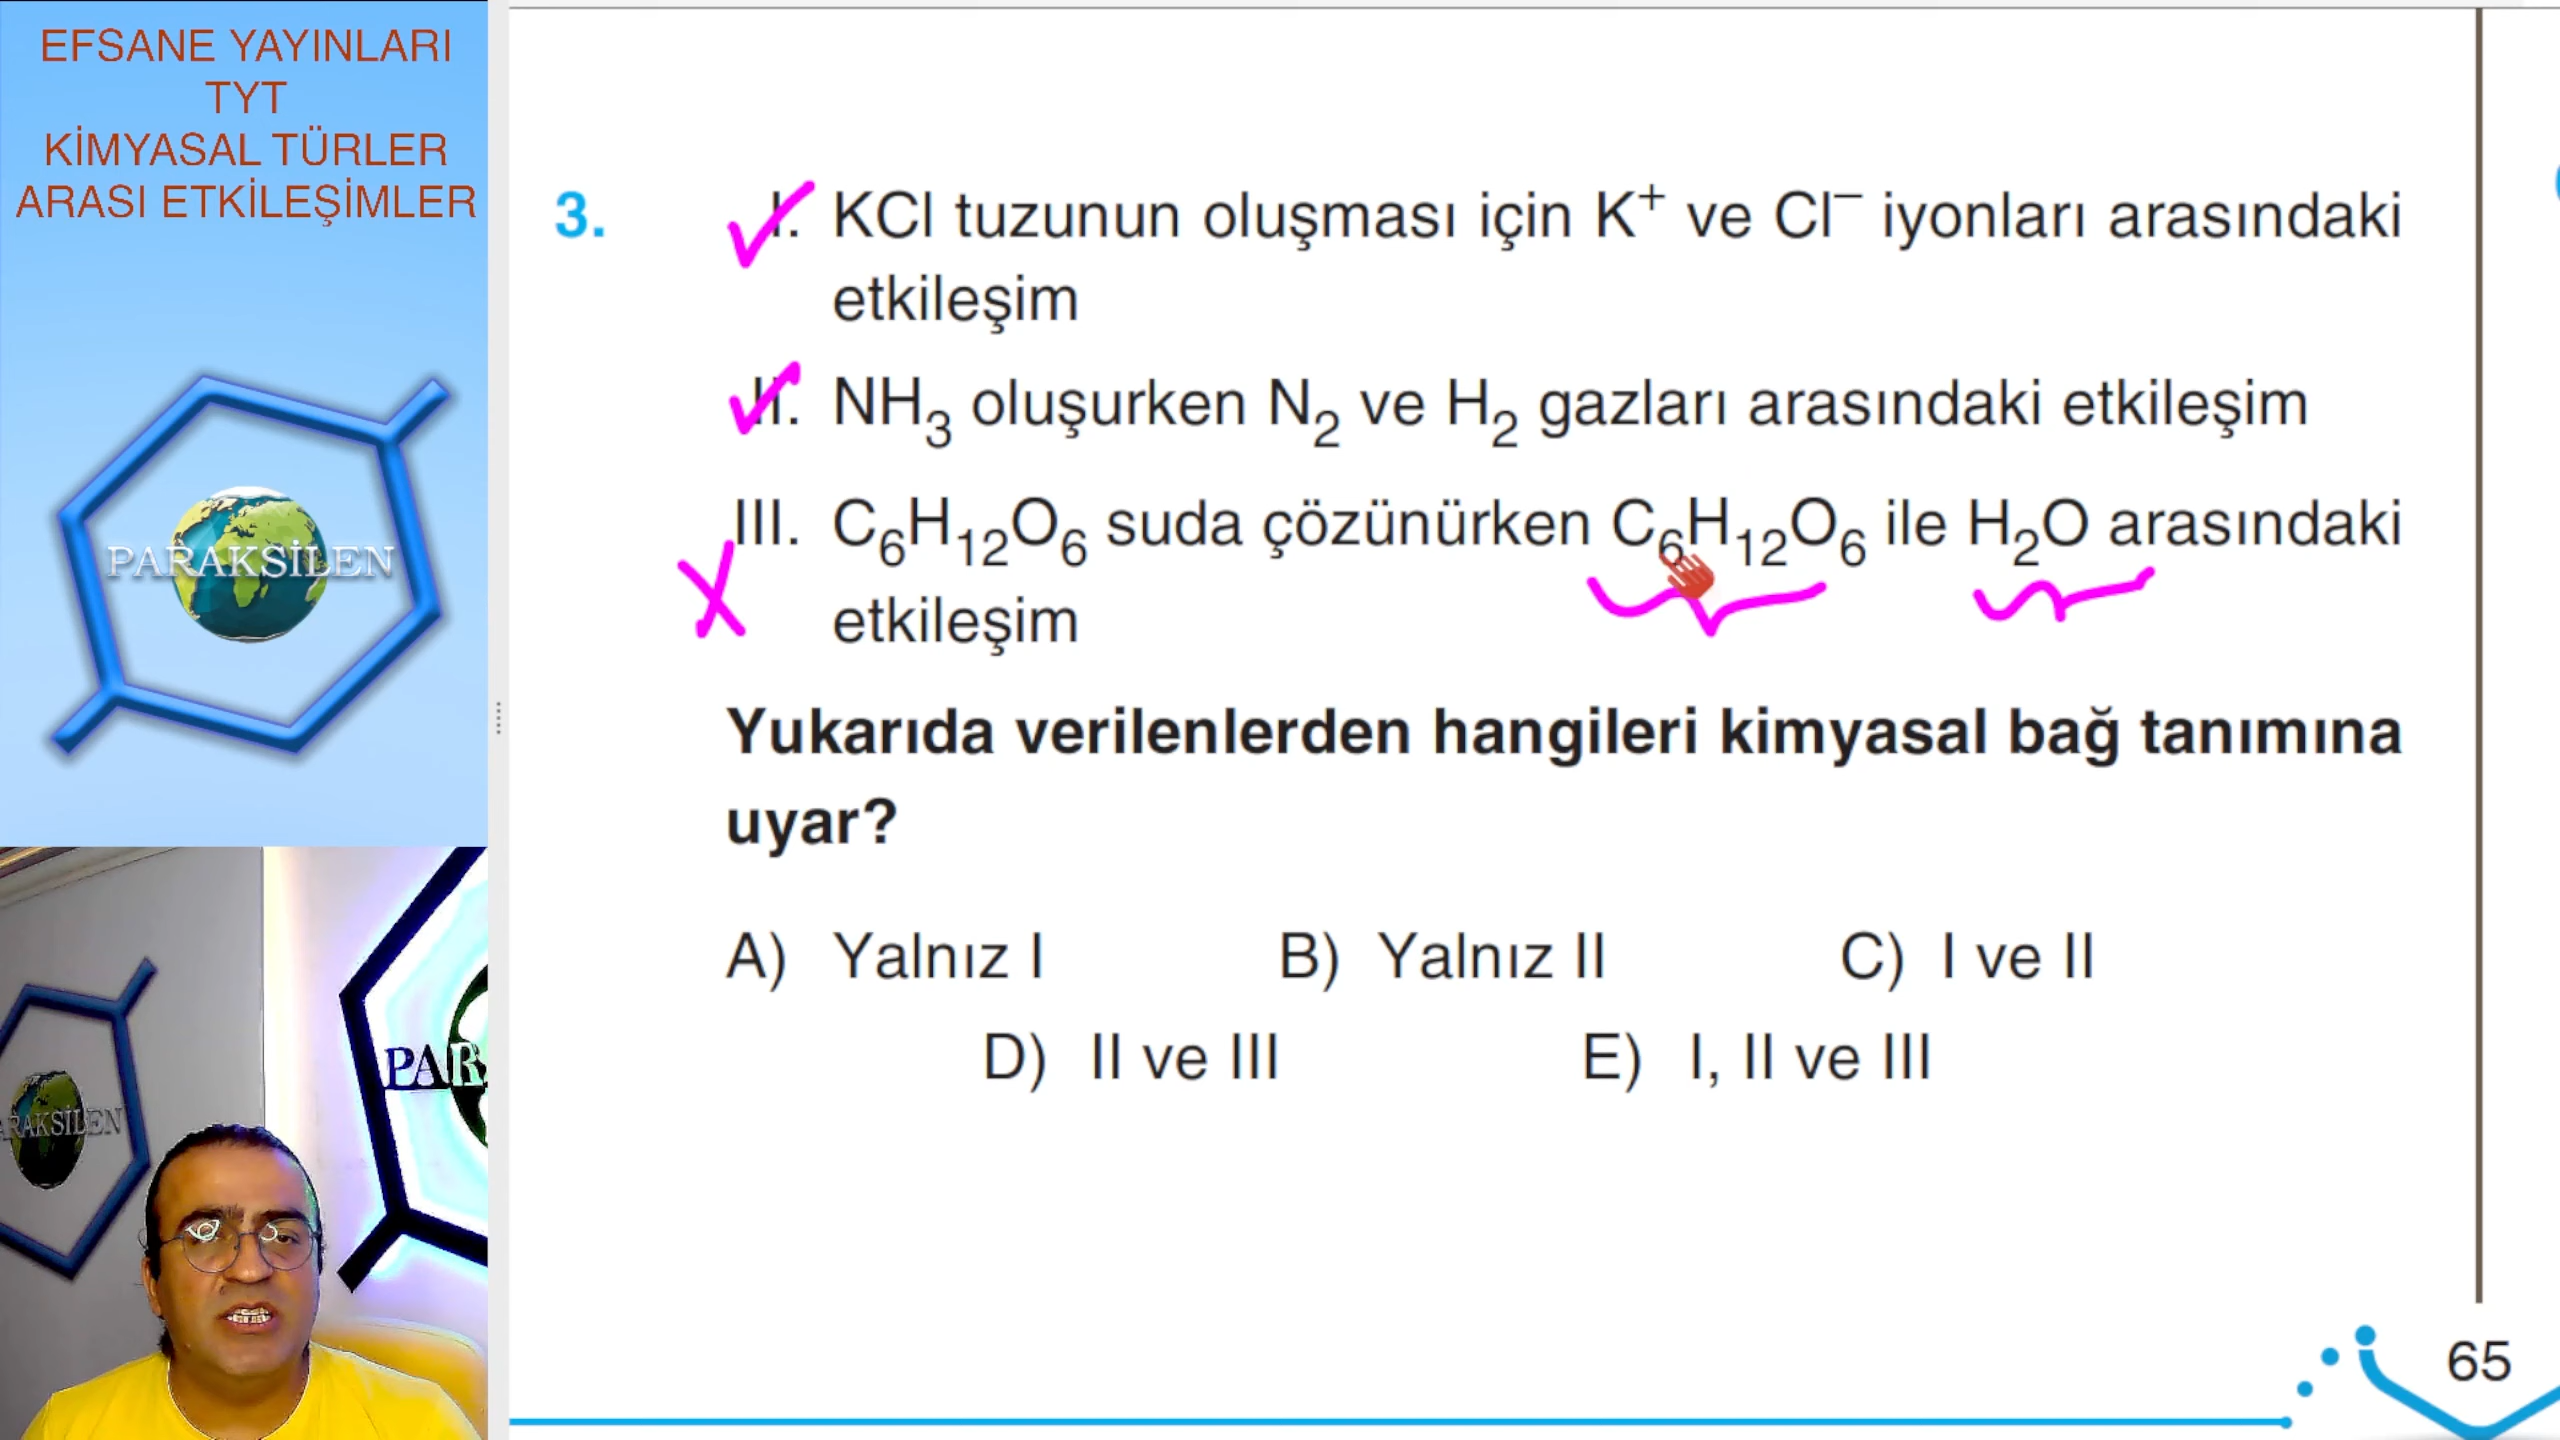 EFSANE YAYINLARI
TYT
KİMYASAL TÜRLER
ARASI ETKİLEŞİMLER
PARAKSİLEN
3.
I. KCl tuzunun oluşması için K⁺ ve Cl⁻ iyonları arasındaki
etkileşim
II. NH₃ oluşurken N₂ ve H₂ gazları arasındaki etkileşim
III. C₆H₁₂O₆ suda çözünürken C₆H₁₂O₆ ile H₂O arasındaki
etkileşim
Yukarıda verilenlerden hangileri kimyasal bağ tanımına
uyar?
A) Yalnız I B) Yalnız II C) I ve II
D) II ve III E) I, II ve III
65
PAR
ARAKSİLEN